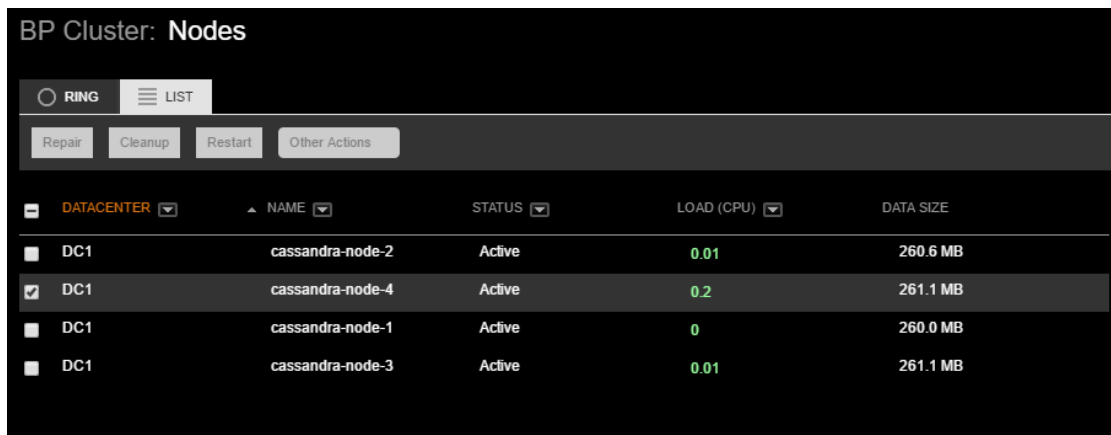 BP Cluster: Nodes
RING LIST
Repair Cleanup Restart Other Actions
DATACENTER NAME STATUS LOAD (CPU) DATA SIZE
DC1 cassandra-node-2 Active 0.01 260.6 MB
DC1 cassandra-node-4 Active 0.2 261.1 MB
DC1 cassandra-node-1 Active 0 260.0 MB
DC1 cassandra-node-3 Active 0.01 261.1 MB